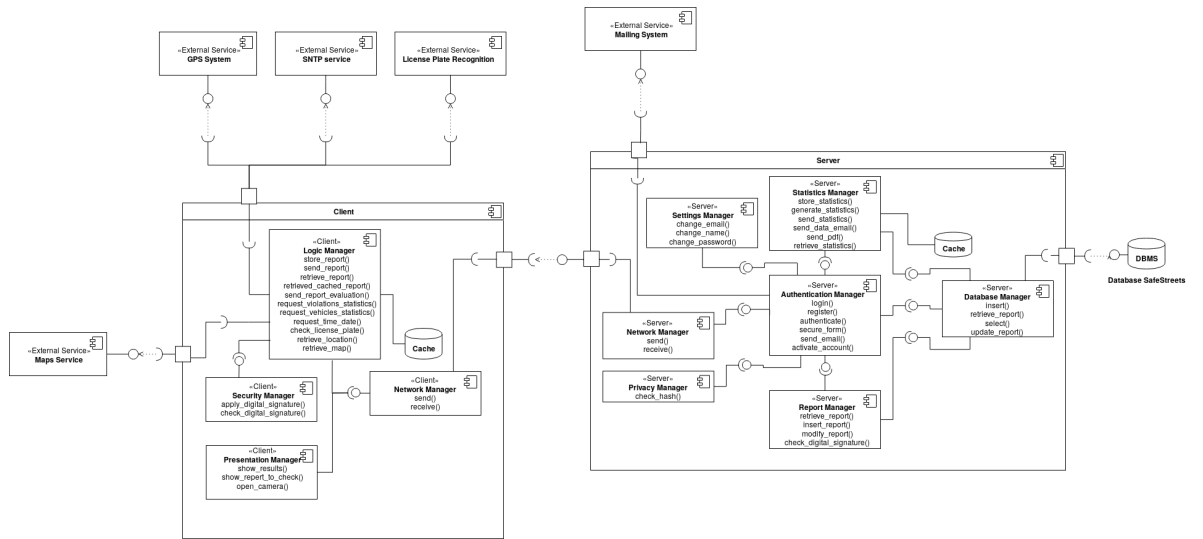 «External Service»
Mailing System
«External Service»
GPS System
«External Service»
SNTP service
«External Service»
License Plate Recognition
Server
«Server»
Statistics Manager
store_statistics()
generate_statistics()
send_statistics()
send_data_email()
send_pdf()
retrieve_statistics()
«Server»
Settings Manager
change_email()
change_name()
change_password()
Cache
Client
«Client»
Logic Manager
store_report()
send_report()
retrieve_report()
retrieved_cached_report()
send_report_evaluation()
request_violations_statistics()
request_vehicles_statistics()
request_time_date()
check_license_plate()
retrieve_location()
retrieve_map()
Cache
DBMS
Database SafeStreets
«Server»
Authentication Manager
login()
register()
authenticate()
secure_form()
send_email()
activate_account()
«Server»
Database Manager
insert()
retrieve_report()
select()
update_report()
«Server»
Network Manager
send()
receive()
«External Service»
Maps Service
«Server»
Privacy Manager
check_hash()
«Client»
Security Manager
apply_digital_signature()
check_digital_signature()
«Client»
Network Manager
send()
receive()
«Server»
Report Manager
retrieve_report()
insert_report()
modify_report()
check_digital_signature()
«Client»
Presentation Manager
show_results()
show_repert_to_check()
open_camera()